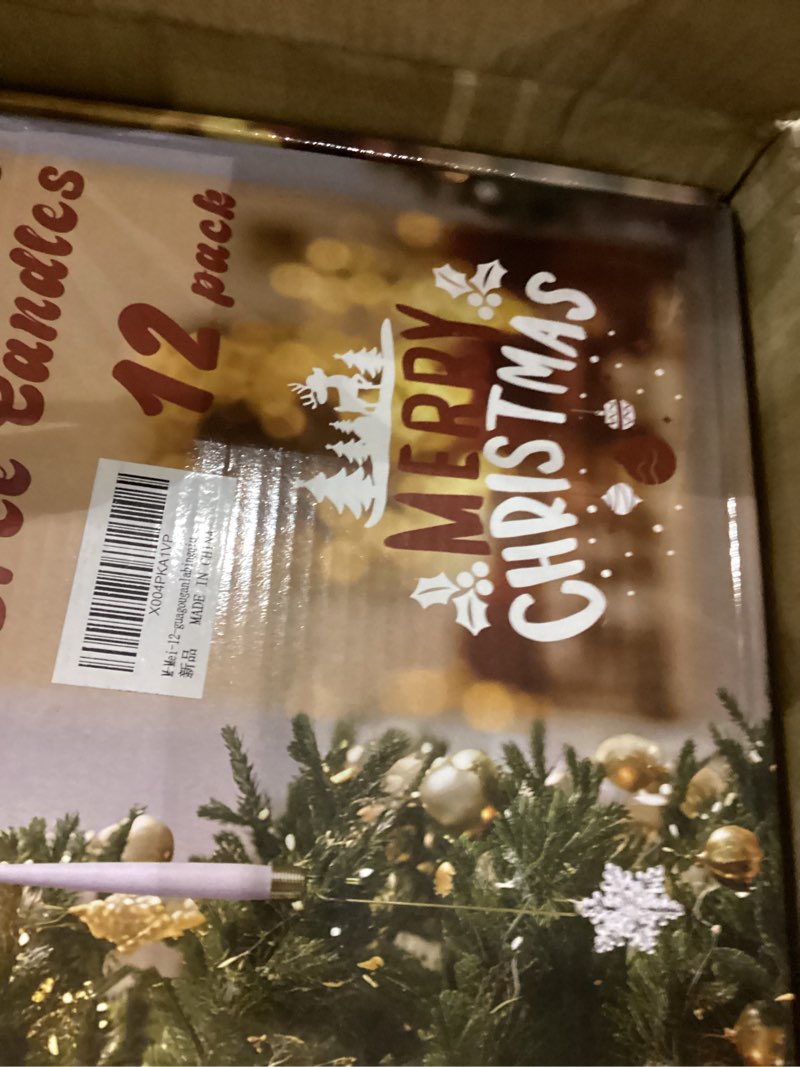 Candles
12 pack
MERRY
CHRISTMAS
X004PKA1VP
新品
MADE IN CHINA